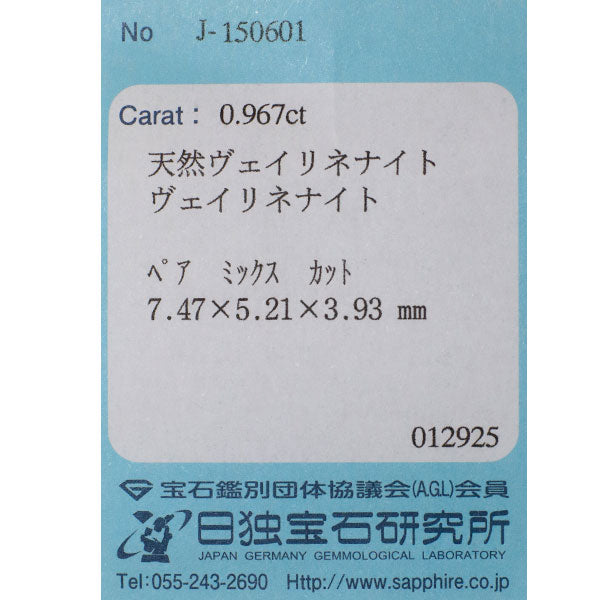 No J-150601
Carat: 0.967ct
天然ヴェイリネナイト
ヴェイリネナイト
ペア ミックス カット
7.47×5.21×3.93 mm
012925
宝石鑑別団体協議会(A.G.L)会員
日独宝石研究所
JAPAN GERMANY GEMMOLOGICAL LABORATORY
Tel:055-243-2690 Http://www.sapphire.co.jp